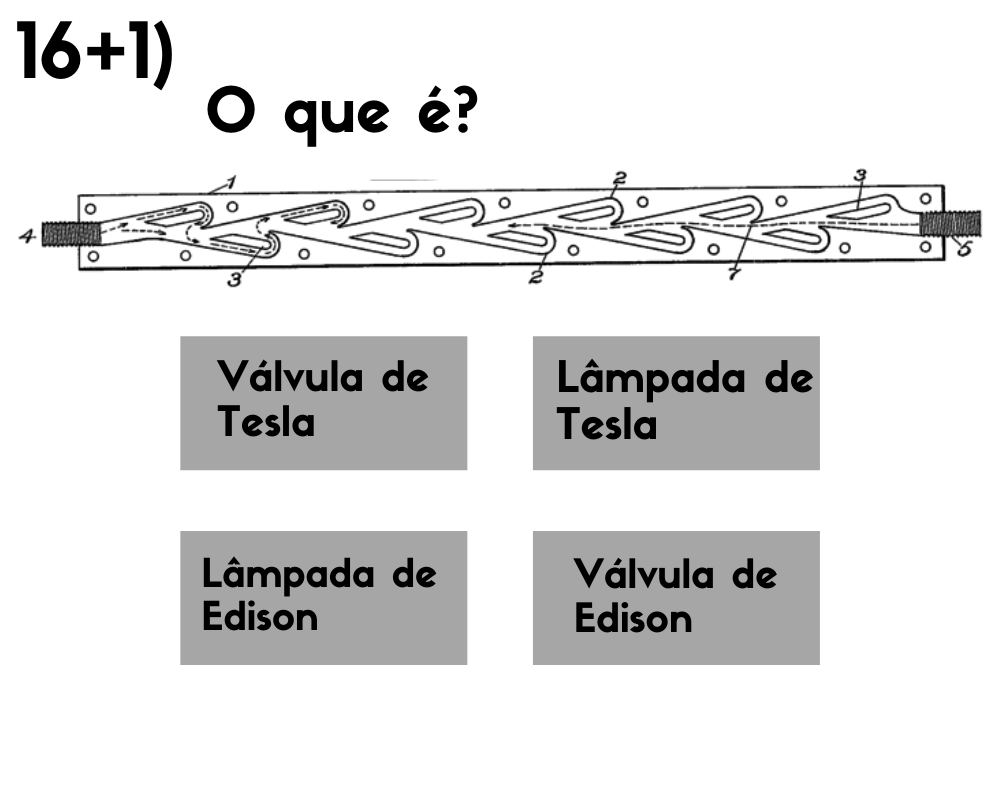 16+1)
O que é?
1
2
3
4
5
3
2
7
Válvula de
Tesla
Lâmpada de
Tesla
Lâmpada de
Edison
Válvula de
Edison